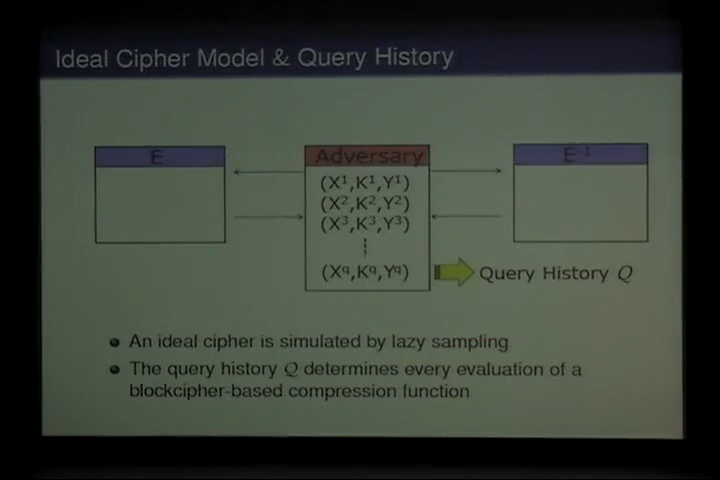 Ideal Cipher Model & Query History
E
Adversary
E-1
(X1,K1,Y1)
(X2,K2,Y2)
(X3,K3,Y3)
(Xq,Kq,Yq)
Query History Q
An ideal cipher is simulated by lazy sampling
The query history Q determines every evaluation of a
blockcipher-based compression function